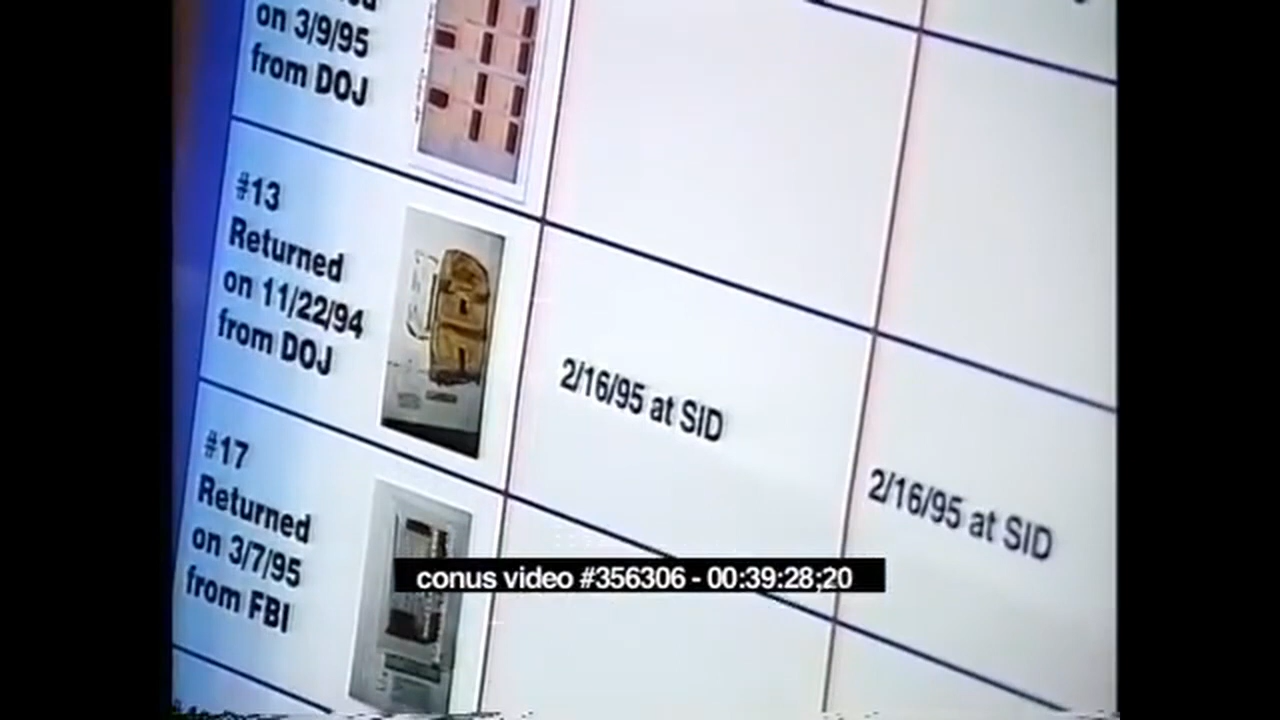 on 3/9/95
from DOJ
#13
Returned
on 11/22/94
from DOJ
2/16/95 at SID
2/16/95 at SID
#17
Returned
on 3/7/95
from FBI
conus video #356306 - 00:39:28;20